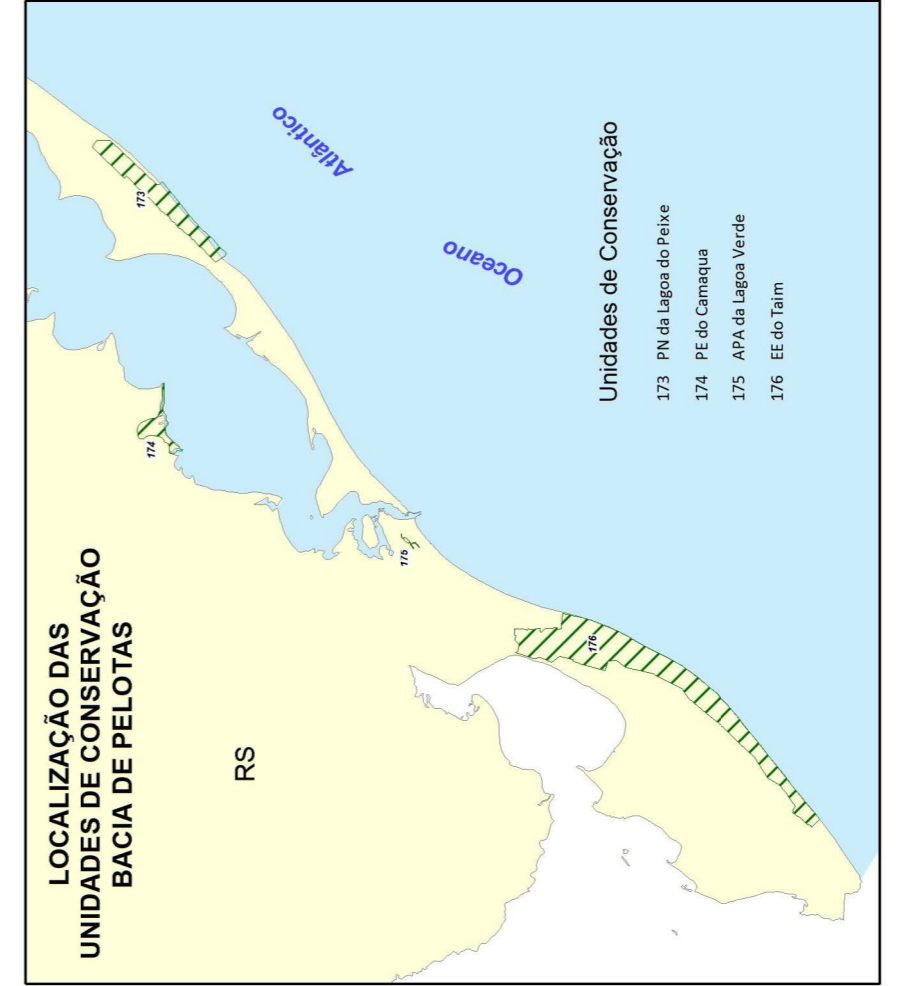 LOCALIZAÇÃO DAS
UNIDADES DE CONSERVAÇÃO
BACIA DE PELOTAS
RS
173
174
175
176
Oceano
Atlântico
Unidades de Conservação
173 PN da Lagoa do Peixe
174 PE do Camaqua
175 APA da Lagoa Verde
176 EE do Taim